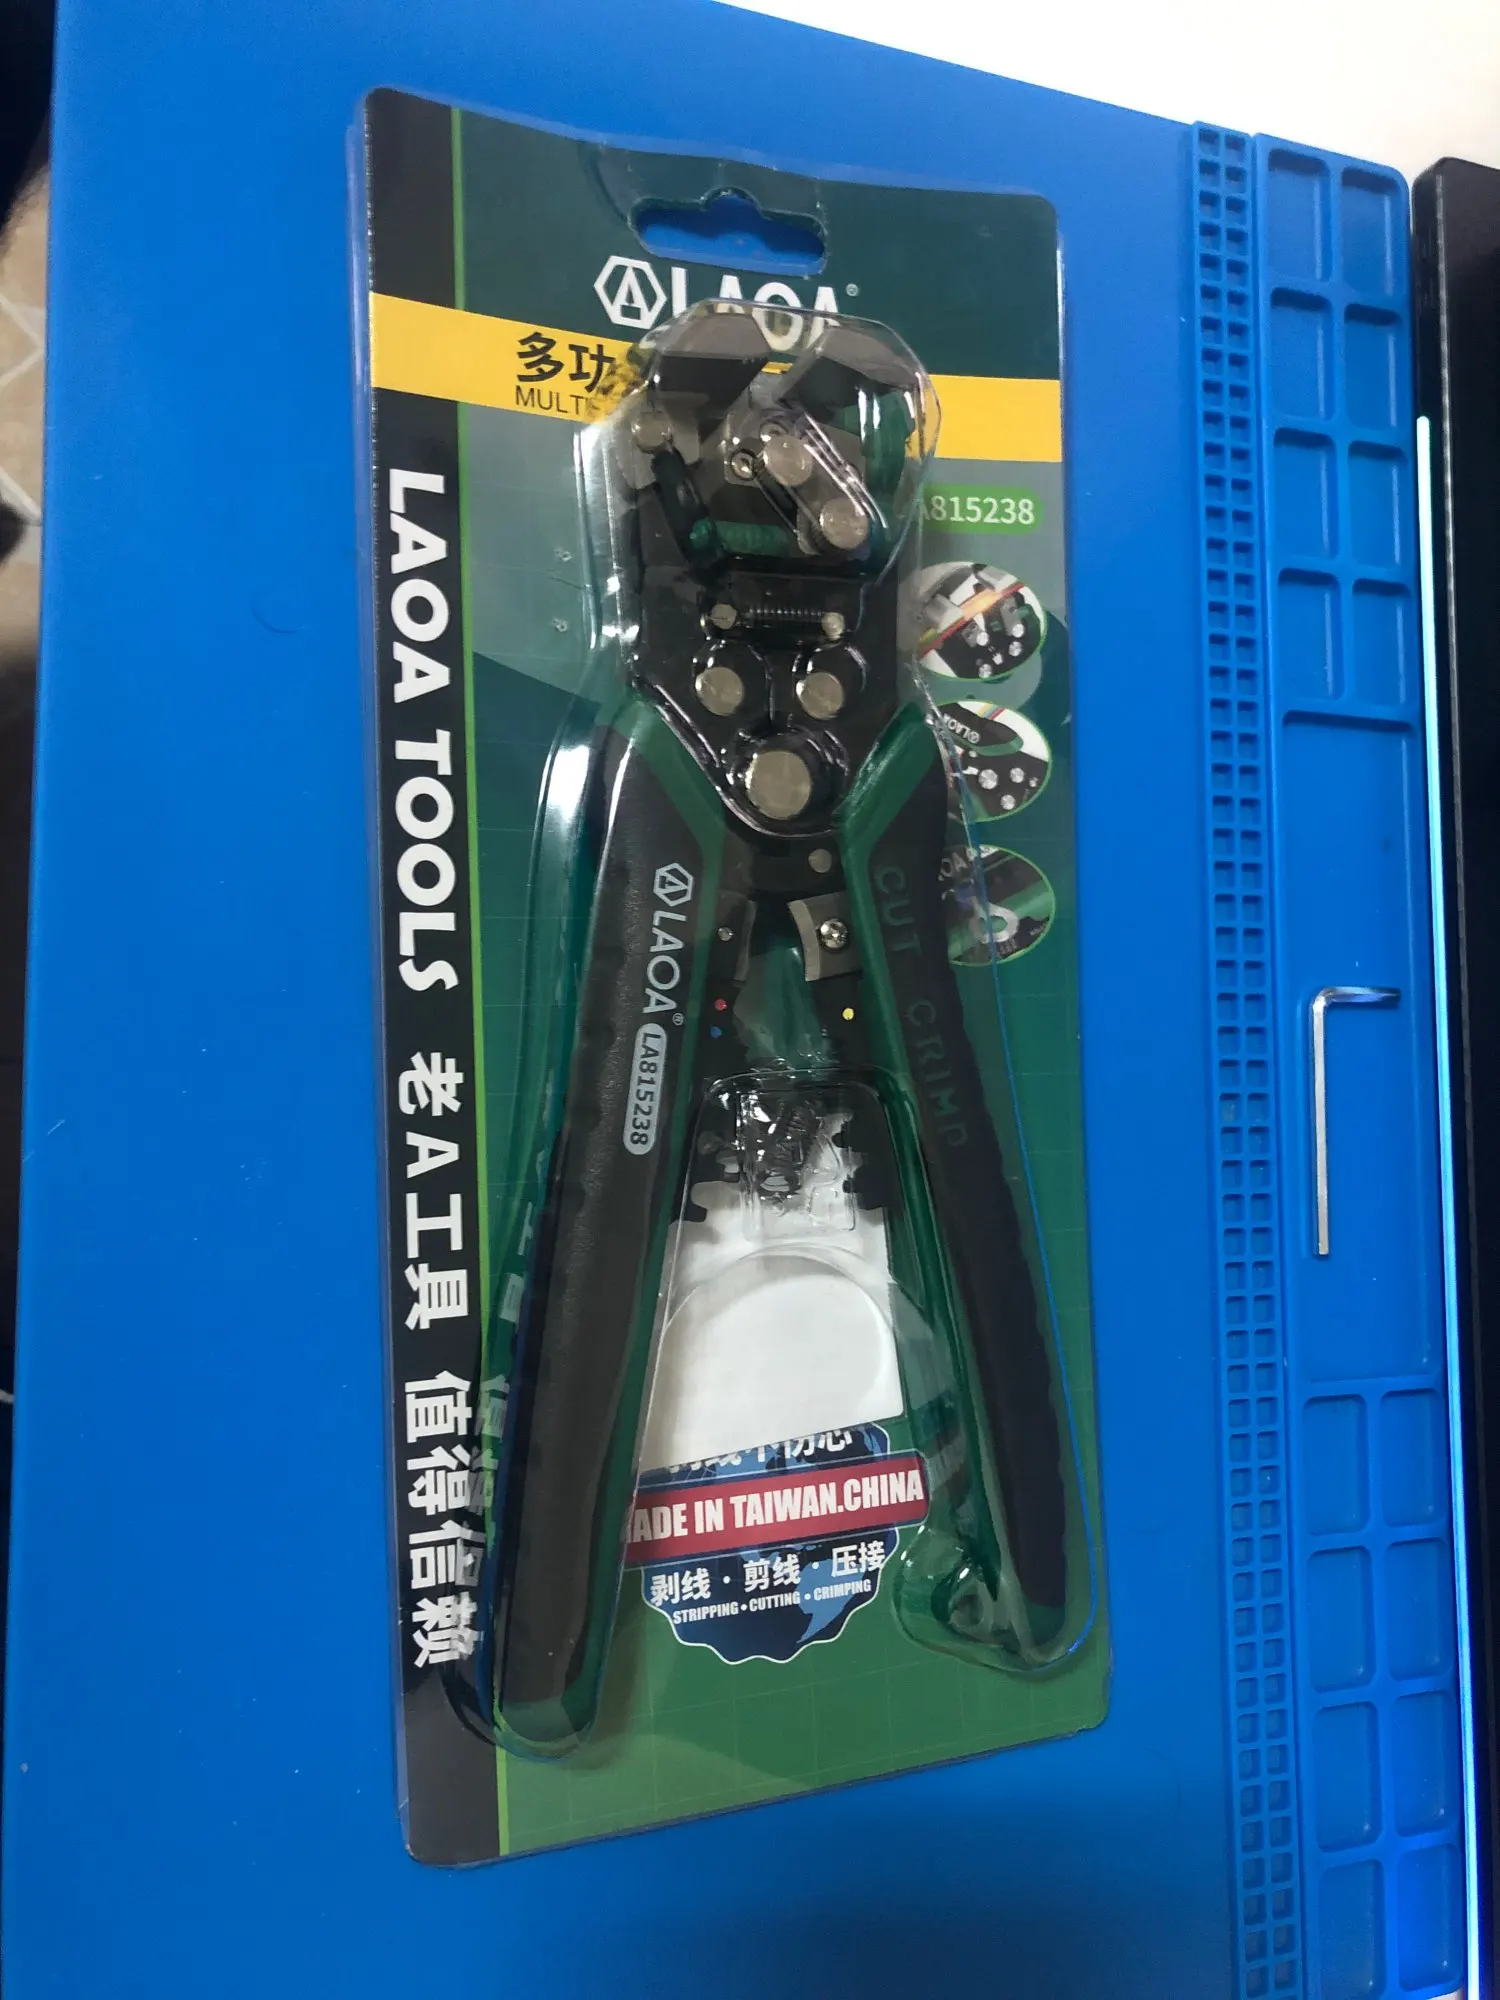 LAOA®
多功
MULTI
A815238
LAOA TOOLS 老A工具 值得信赖
LAOA® LA815238
CUT CRIMP
MADE IN TAIWAN.CHINA
剥线·剪线·压接
STRIPPING•CUTTING•CRIMPING